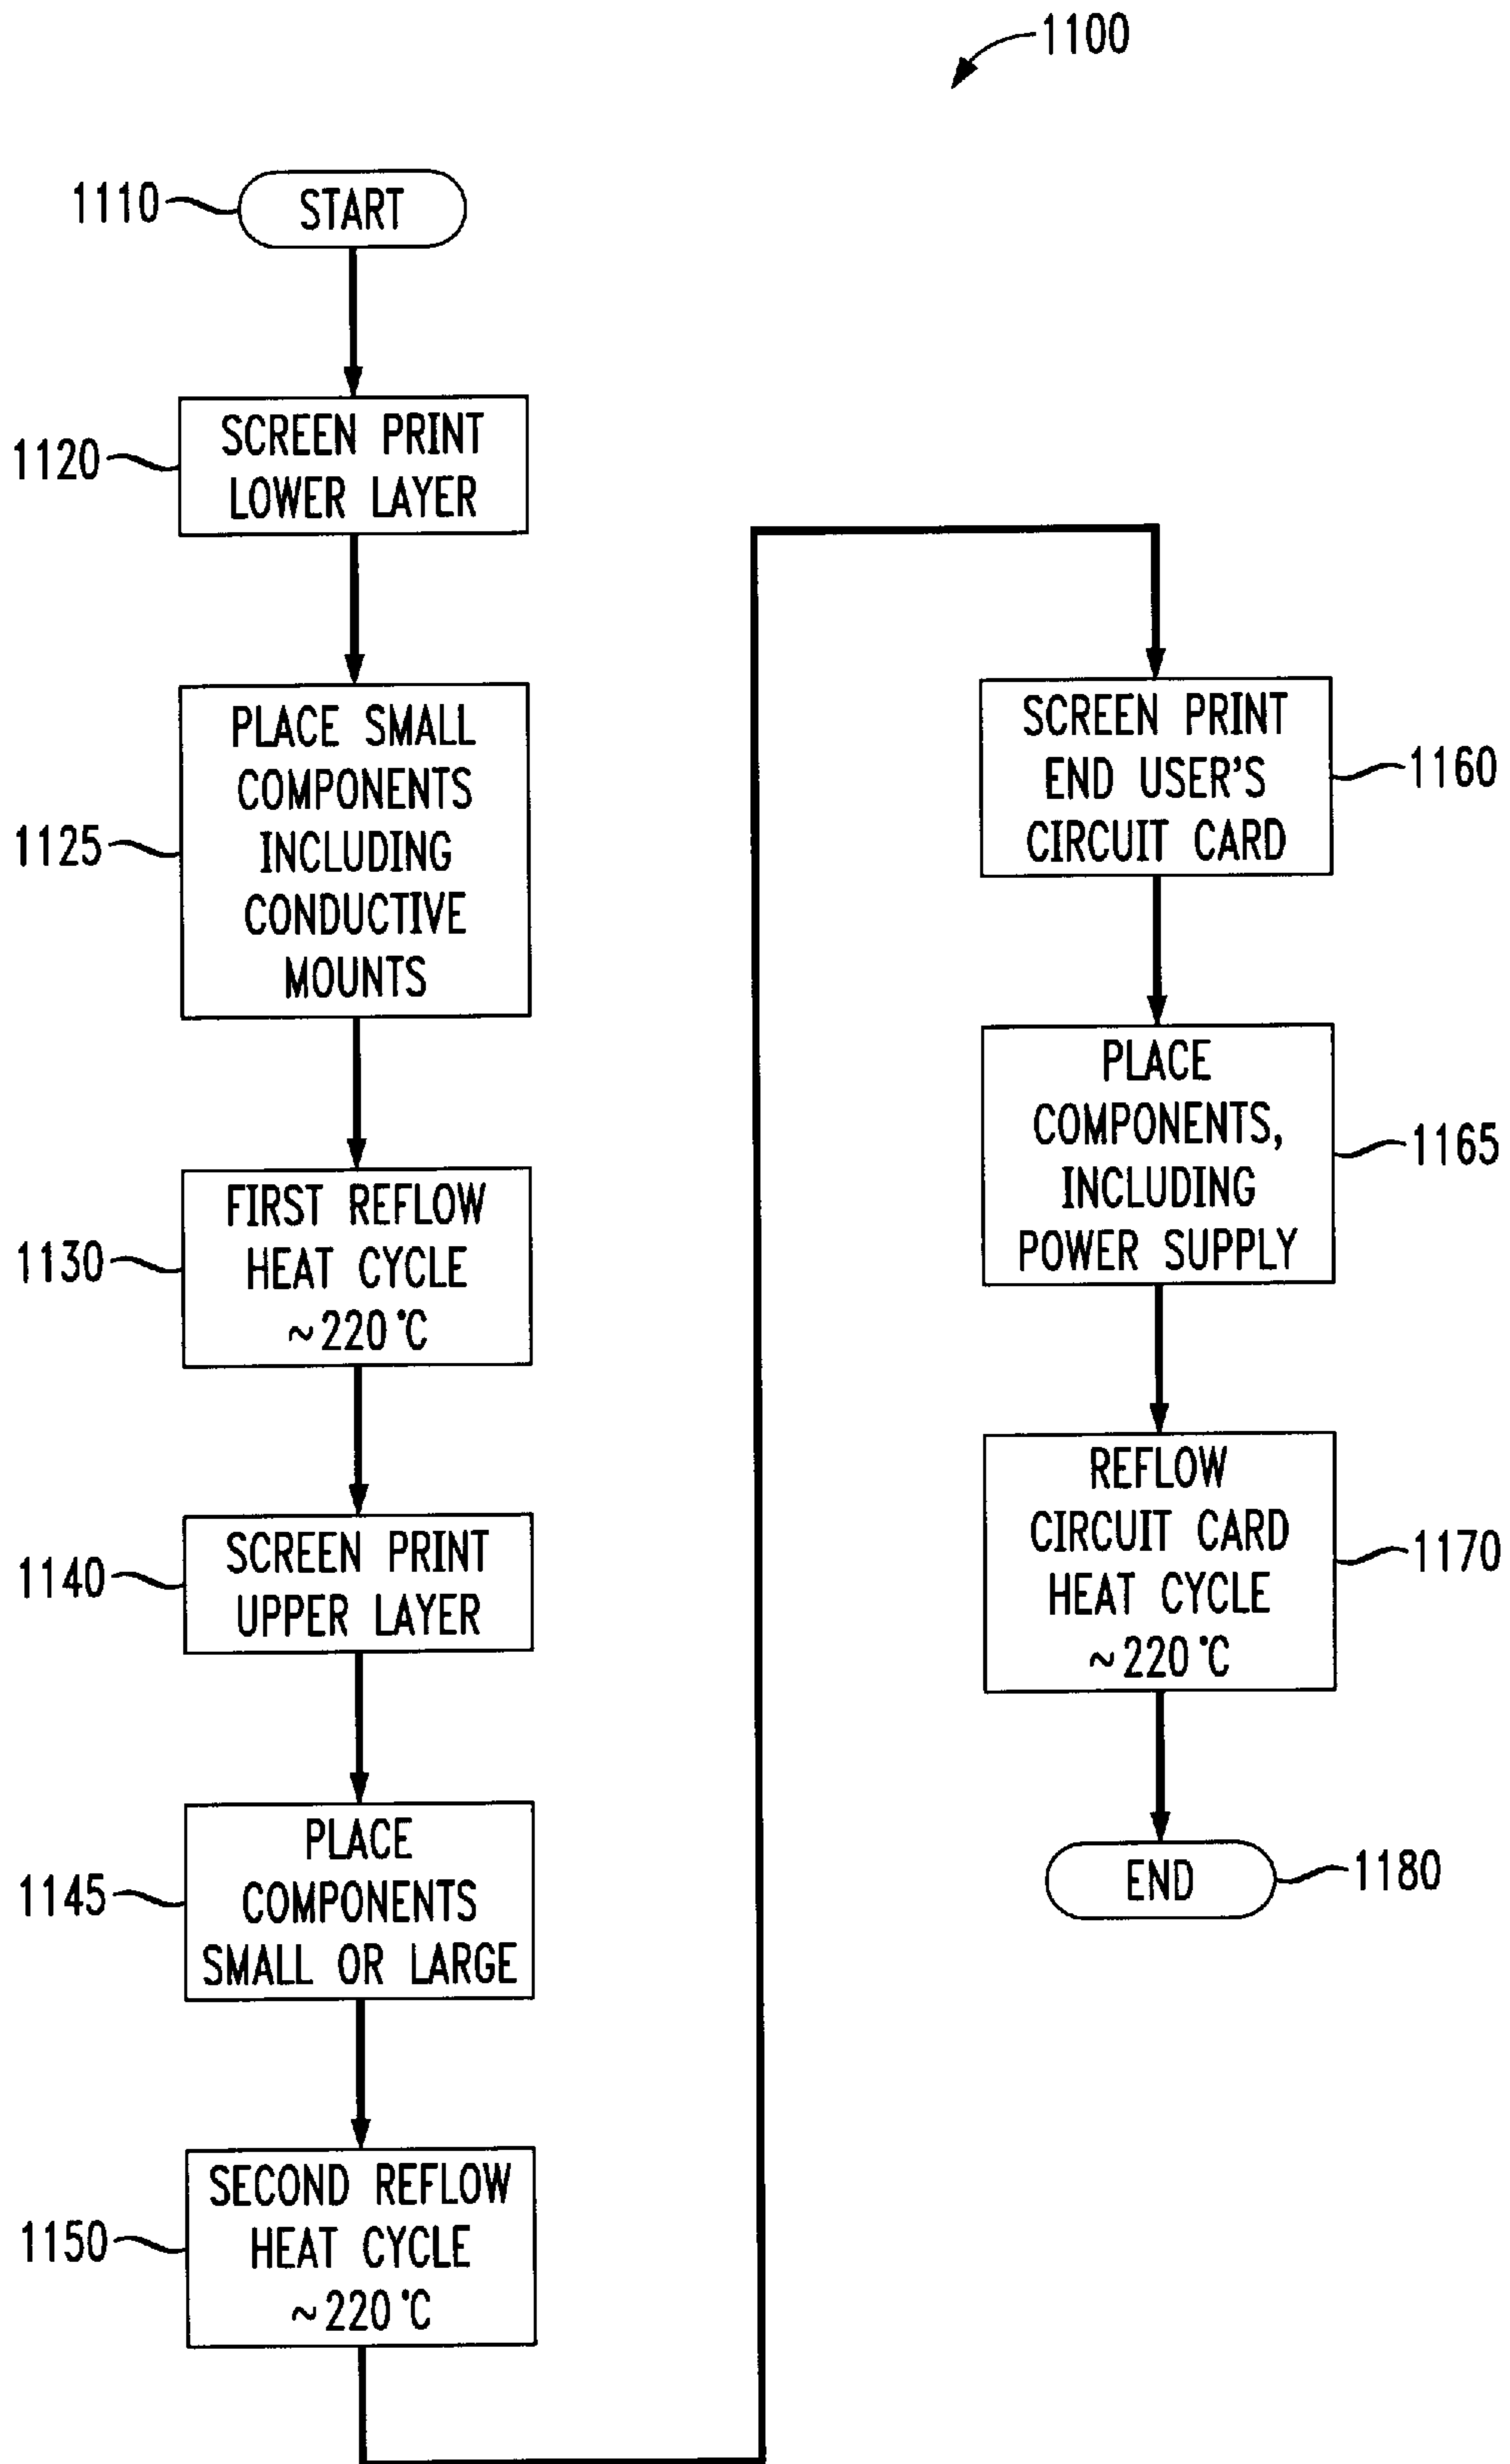 1100
1110
START
1120
SCREEN PRINT
LOWER LAYER
1125
PLACE SMALL
COMPONENTS
INCLUDING
CONDUCTIVE
MOUNTS
1130
FIRST REFLOW
HEAT CYCLE
~220°C
1140
SCREEN PRINT
UPPER LAYER
1145
PLACE
COMPONENTS
SMALL OR LARGE
1150
SECOND REFLOW
HEAT CYCLE
~220°C
SCREEN PRINT
END USER'S
CIRCUIT CARD
1160
PLACE
COMPONENTS,
INCLUDING
POWER SUPPLY
1165
REFLOW
CIRCUIT CARD
HEAT CYCLE
~220°C
1170
END
1180